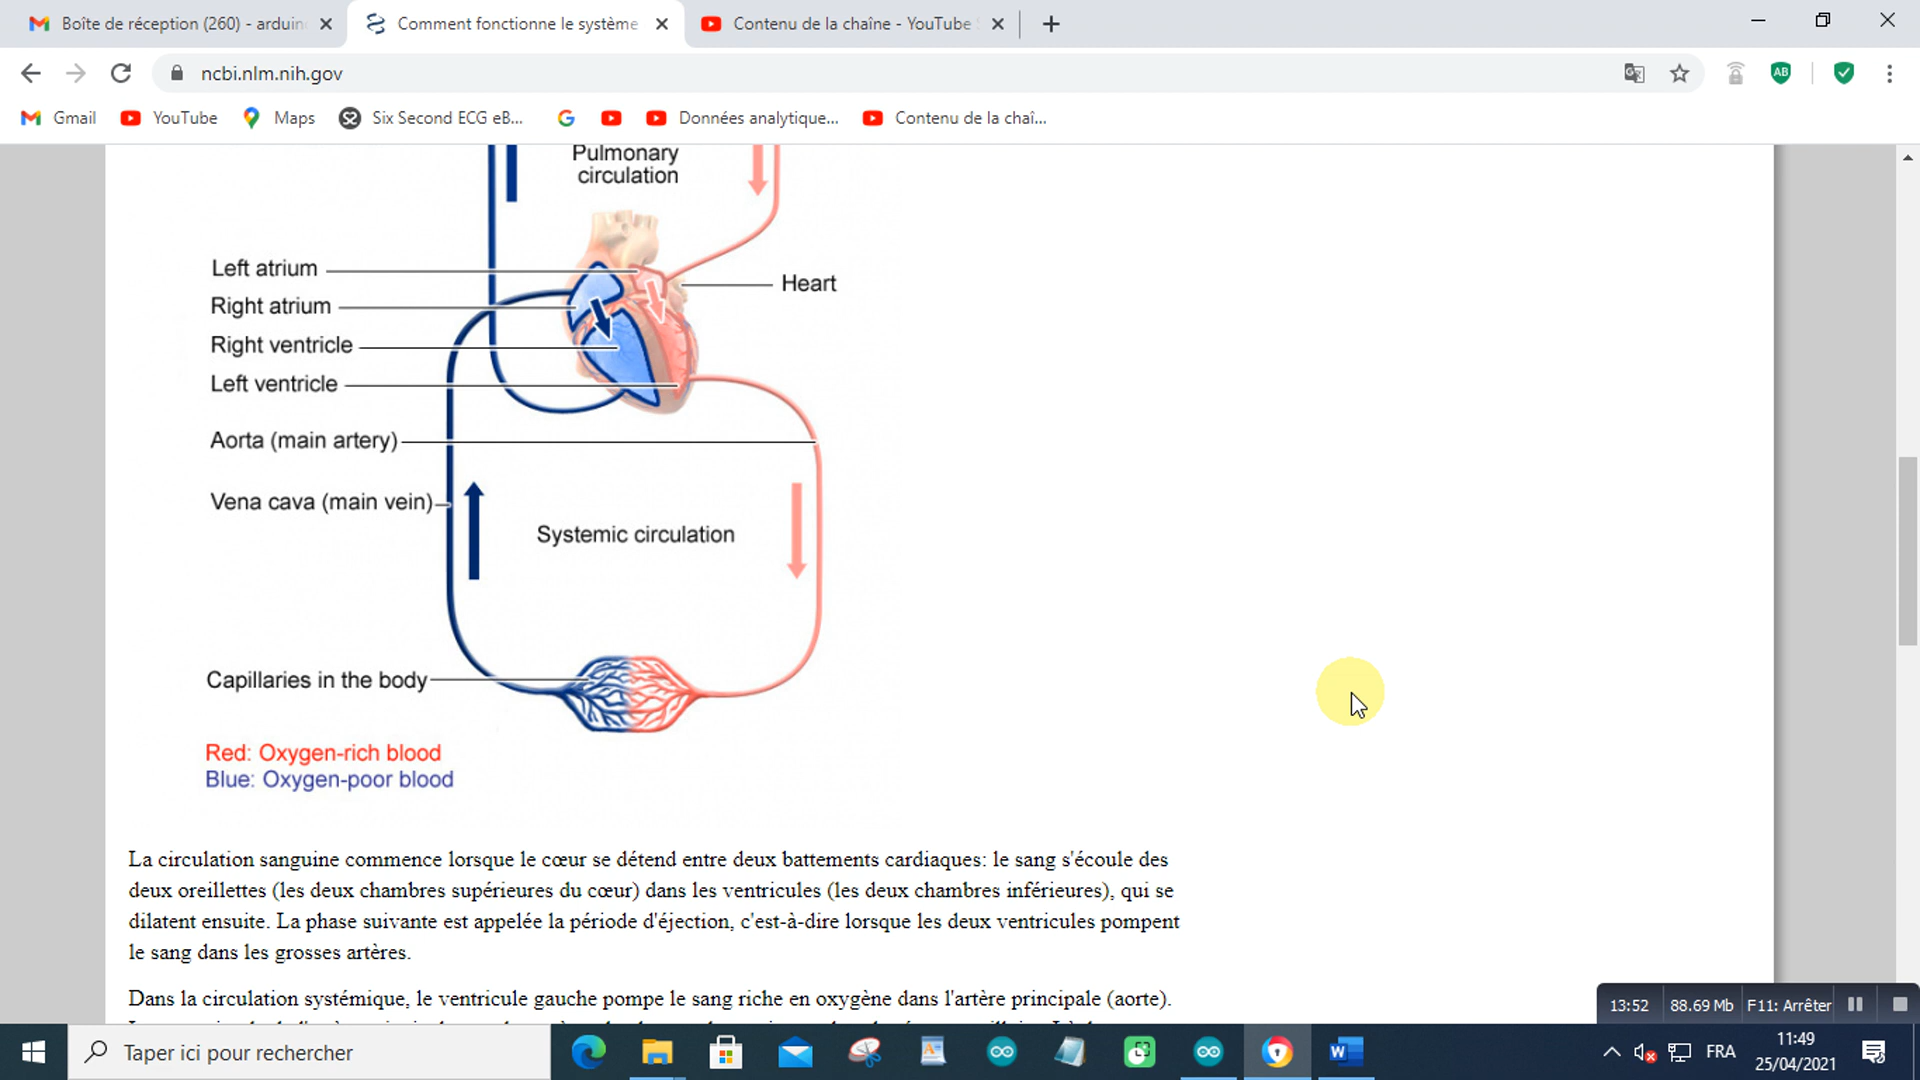 Boîte de réception (260) - arduin
Comment fonctionne le système
Contenu de la chaîne - YouTube S
ncbi.nlm.nih.gov
AB
Gmail
YouTube
Maps
Six Second ECG eB...
Données analytique...
Contenu de la chaî...
Pulmonary
circulation
Left atrium
Heart
Right atrium
Right ventricle
Left ventricle
Aorta (main artery)
Vena cava (main vein)
Systemic circulation
Capillaries in the body
Red: Oxygen-rich blood
Blue: Oxygen-poor blood
La circulation sanguine commence lorsque le cœur se détend entre deux battements cardiaques: le sang s'écoule des
deux oreillettes (les deux chambres supérieures du cœur) dans les ventricules (les deux chambres inférieures), qui se
dilatent ensuite. La phase suivante est appelée la période d'éjection, c'est-à-dire lorsque les deux ventricules pompent
le sang dans les grosses artères.
Dans la circulation systémique, le ventricule gauche pompe le sang riche en oxygène dans l'artère principale (aorte).
13:52
88.69 Mb
F11: Arrêter
Taper ici pour rechercher
FRA
11:49
25/04/2021